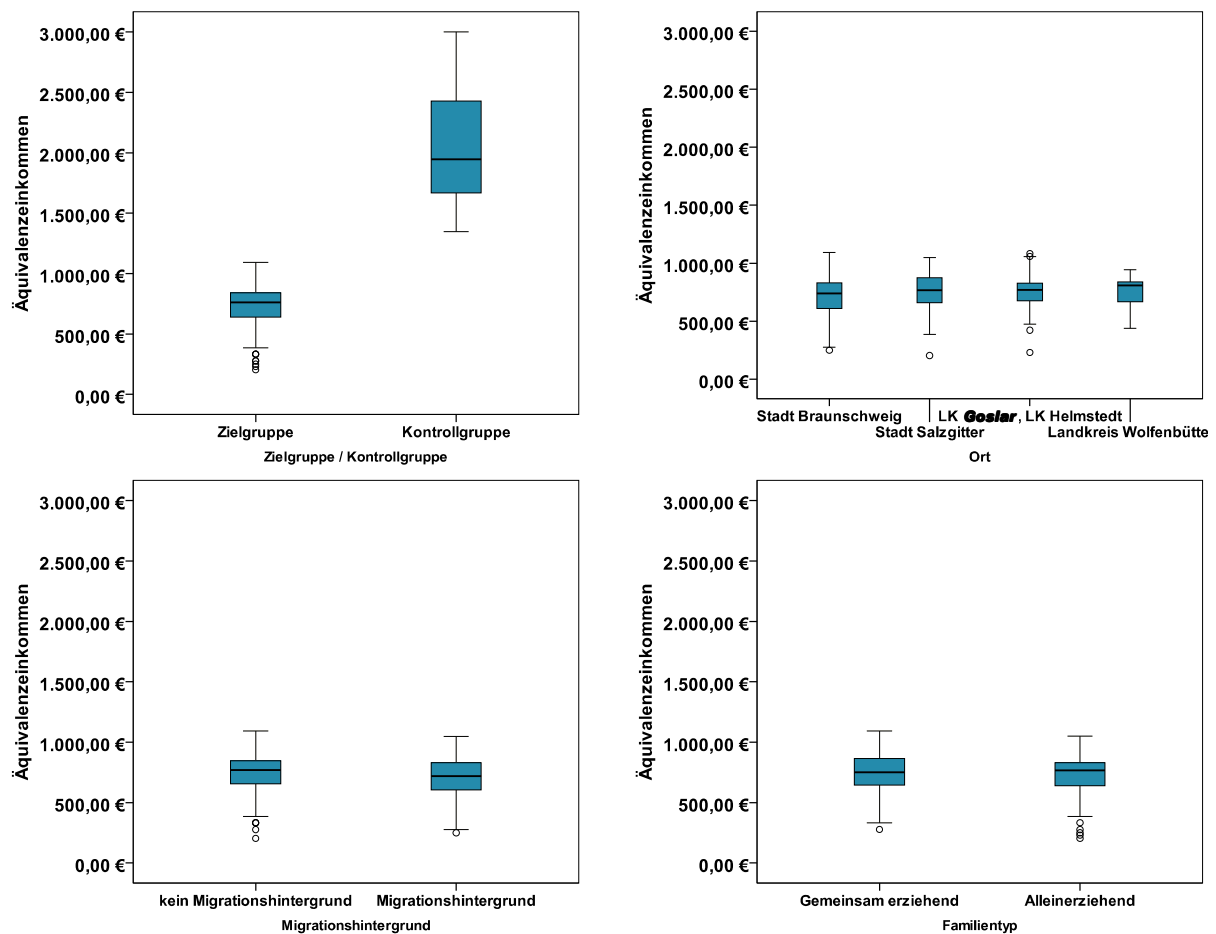 3.000,00 €
2.500,00 €
2.000,00 €
1.500,00 €
1.000,00 €
500,00 €
0,00 €
Äquivalenzeinkommen
Zielgruppe
Kontrollgruppe
Zielgruppe / Kontrollgruppe
3.000,00 €
2.500,00 €
2.000,00 €
1.500,00 €
1.000,00 €
500,00 €
0,00 €
Äquivalenzeinkommen
Stadt Braunschweig
LK Goslar, LK Helmstedt
Stadt Salzgitter
Landkreis Wolfenbütte
Ort
3.000,00 €
2.500,00 €
2.000,00 €
1.500,00 €
1.000,00 €
500,00 €
0,00 €
Äquivalenzeinkommen
kein Migrationshintergrund
Migrationshintergrund
Migrationshintergrund
3.000,00 €
2.500,00 €
2.000,00 €
1.500,00 €
1.000,00 €
500,00 €
0,00 €
Äquivalenzeinkommen
Gemeinsam erziehend
Alleinerziehend
Familientyp